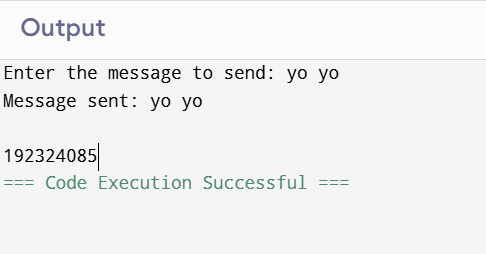 Output
Enter the message to send: yo yo
Message sent: yo yo
192324085
=== Code Execution Successful ===